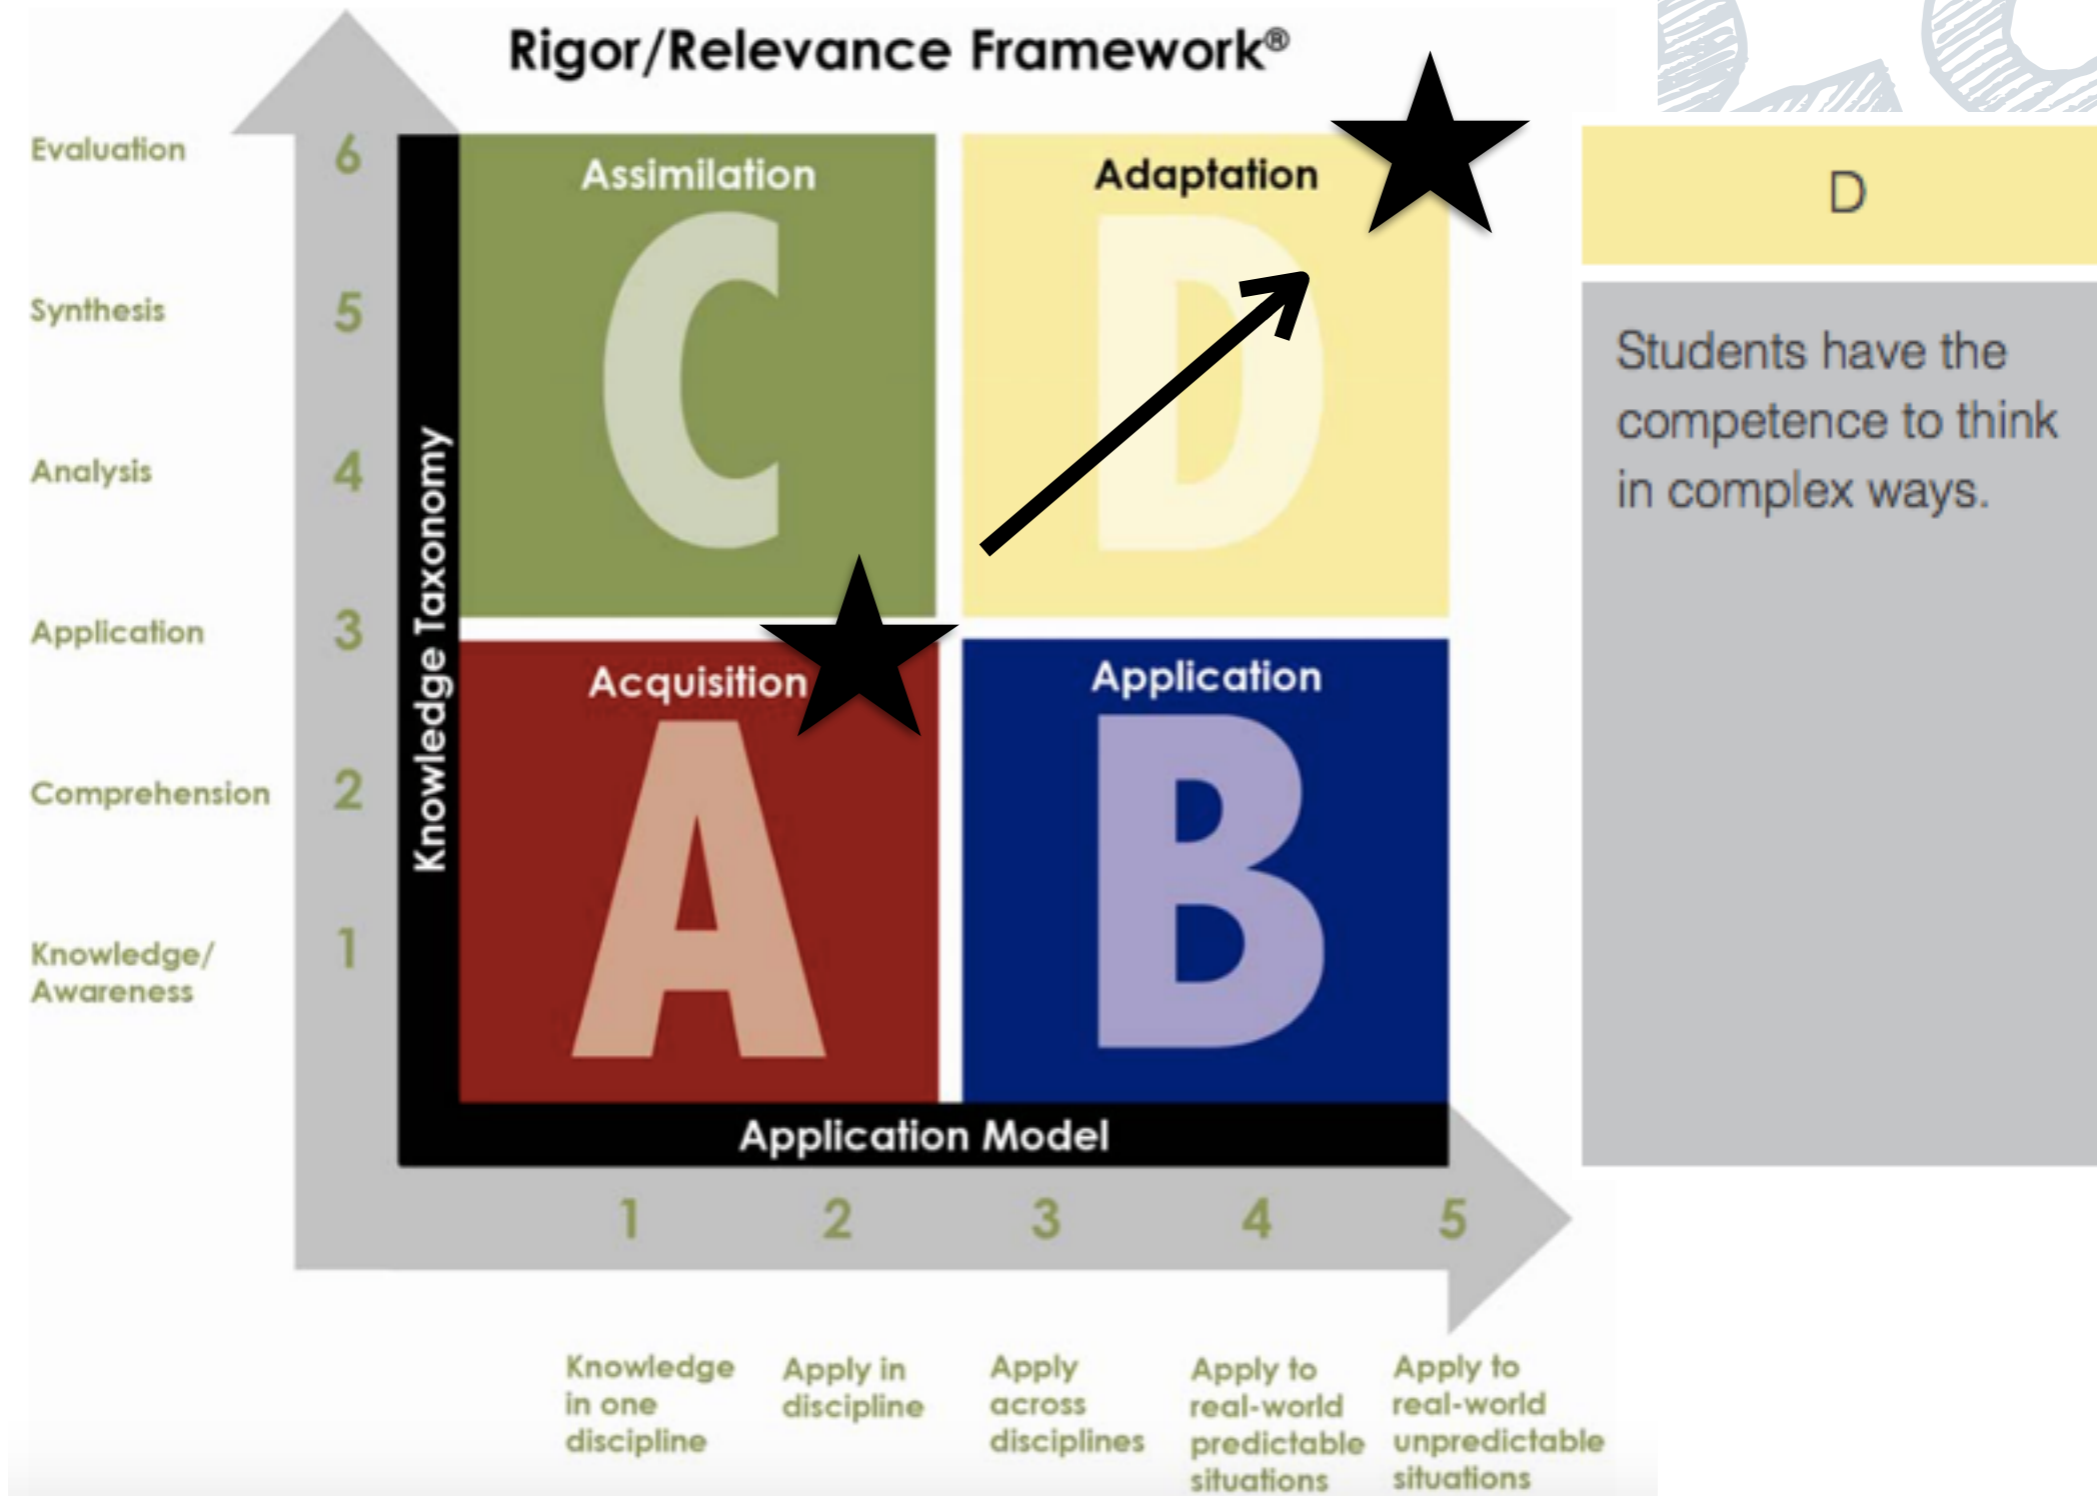 Rigor/Relevance Framework®
Evaluation
6
Synthesis
5
Analysis
4
Application
3
Comprehension
2
Knowledge/
Awareness
1
Knowledge Taxonomy
Assimilation
C
Adaptation
D
Acquisition
A
Application
B
Application Model
1
2
3
4
5
Knowledge
in one
discipline
Apply in
discipline
Apply
across
disciplines
Apply to
real-world
predictable
situations
Apply to
real-world
unpredictable
situations
D
Students have the
competence to think
in complex ways.